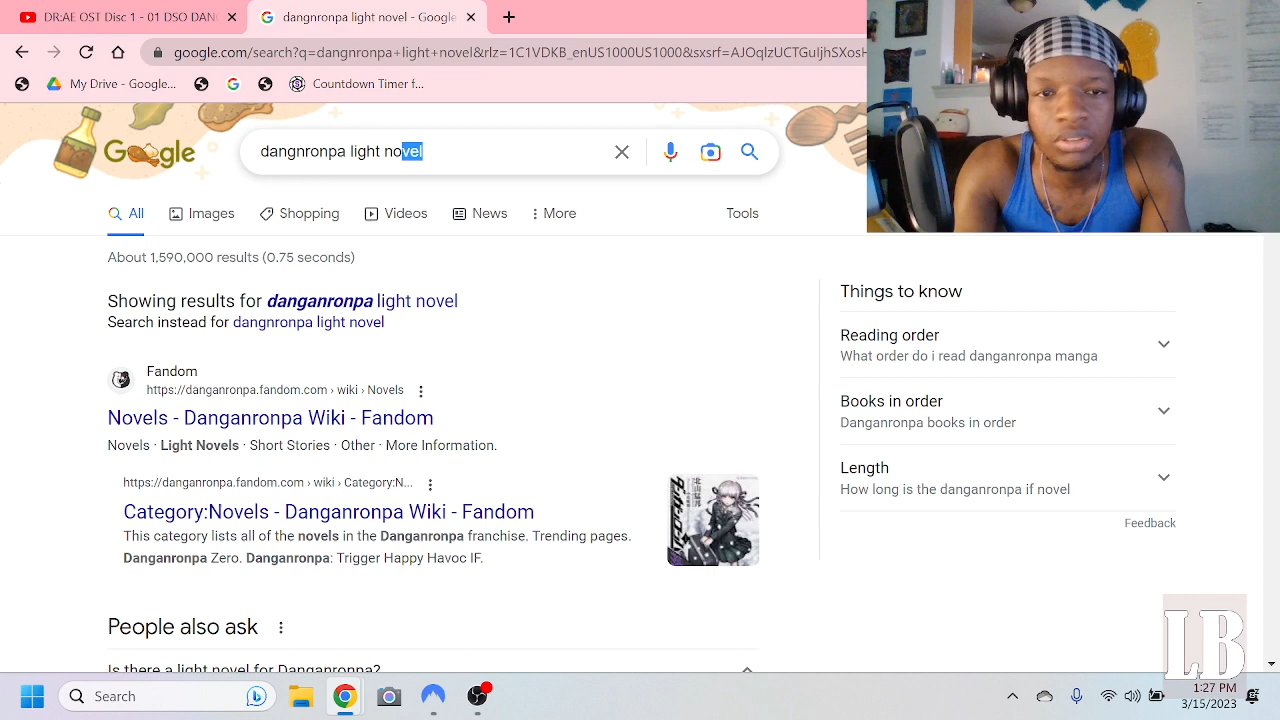 DR:AE OST Disc 1 - 01 DSO DANG
dangnronpa light novel - Google
google.com/search?q=dangnronpa+light+novel&rlz=1C1VDKB_enUS1000US1000&sxsrf=
My Drive - Google...
Countdown Time f...
Google
dangnronpa light novel
All
Images
Shopping
Videos
News
More
Tools
About 1,590,000 results (0.75 seconds)
Showing results for danganronpa light novel
Search instead for dangnronpa light novel
Fandom
https://danganronpa.fandom.com › wiki › Novels
Novels - Danganronpa Wiki - Fandom
Novels · Light Novels · Short Stories · Other · More Information.
https://danganronpa.fandom.com › wiki › Category:N...
Category:Novels - Danganronpa Wiki - Fandom
This category lists all of the novels in the Danganronpa franchise. Trending pages.
Danganronpa Zero. Danganronpa: Trigger Happy Havoc IF.
People also ask
Is there a light novel for Danganronpa?
Things to know
Reading order
What order do i read danganronpa manga
Books in order
Danganronpa books in order
Length
How long is the danganronpa if novel
Feedback
LB
Search
1:27 PM
3/15/2023